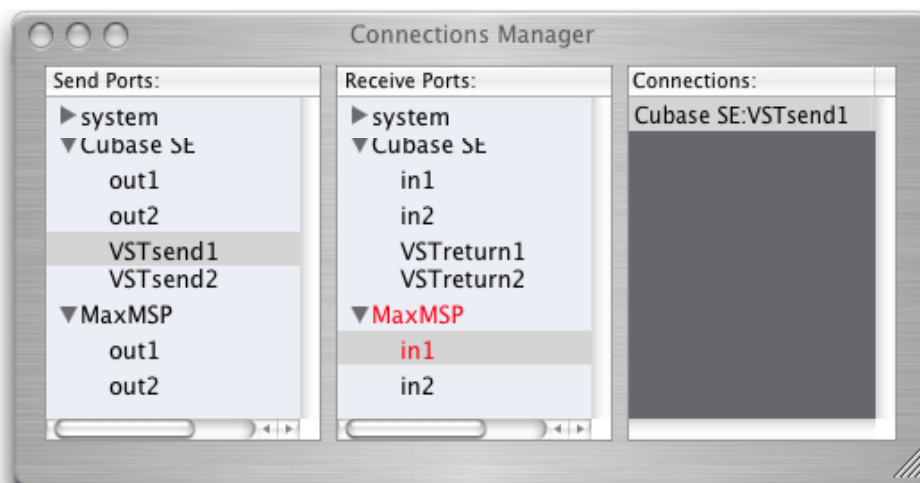 Connections Manager
Send Ports:
system
Cubase SE
out1
out2
VSTsend1
VSTsend2
MaxMSP
out1
out2
Receive Ports:
system
Cubase SE
in1
in2
VSTreturn1
VSTreturn2
MaxMSP
in1
in2
Connections:
Cubase SE:VSTsend1